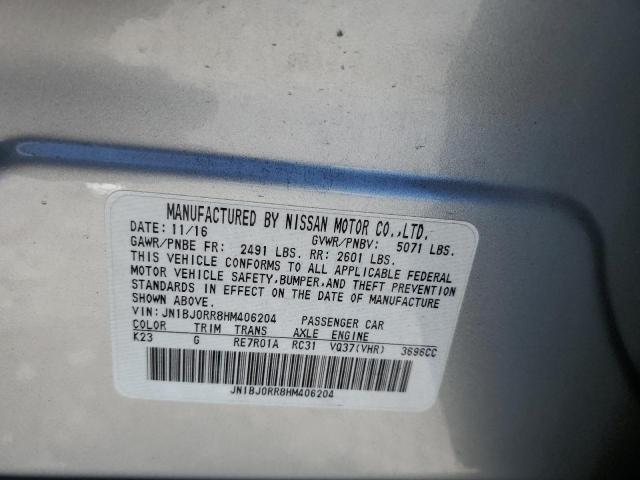 MANUFACTURED BY NISSAN MOTOR CO.,LTD.
DATE: 11/16 GVWR/PNBV: 5071 LBS.
GAWR/PNBE FR: 2491 LBS. RR: 2601 LBS.
THIS VEHICLE CONFORMS TO ALL APPLICABLE FEDERAL
MOTOR VEHICLE SAFETY,BUMPER,AND THEFT PREVENTION
STANDARDS IN EFFECT ON THE DATE OF MANUFACTURE
SHOWN ABOVE.
VIN: JN1BJ0RR8HM406204 PASSENGER CAR
COLOR TRIM TRANS AXLE ENGINE
K23 G RE7R01A RC31 VQ37(VHR) 3696CC
JN1BJ0RR8HM406204